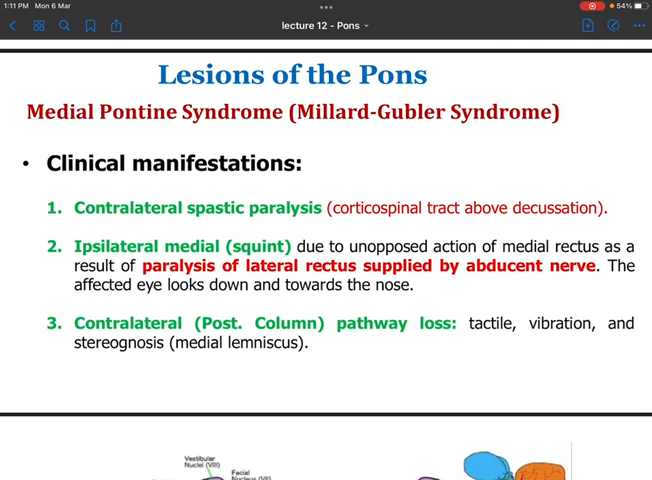 1:11 PM Mon 6 Mar
54%
lecture 12 - Pons
Lesions of the Pons
Medial Pontine Syndrome (Millard-Gubler Syndrome)
• Clinical manifestations:
1. Contralateral spastic paralysis (corticospinal tract above decussation).
2. Ipsilateral medial (squint) due to unopposed action of medial rectus as a
result of paralysis of lateral rectus supplied by abducent nerve. The
affected eye looks down and towards the nose.
3. Contralateral (Post. Column) pathway loss: tactile, vibration, and
stereognosis (medial lemniscus).
Vestibular
Nuclei (VIII)
Facial